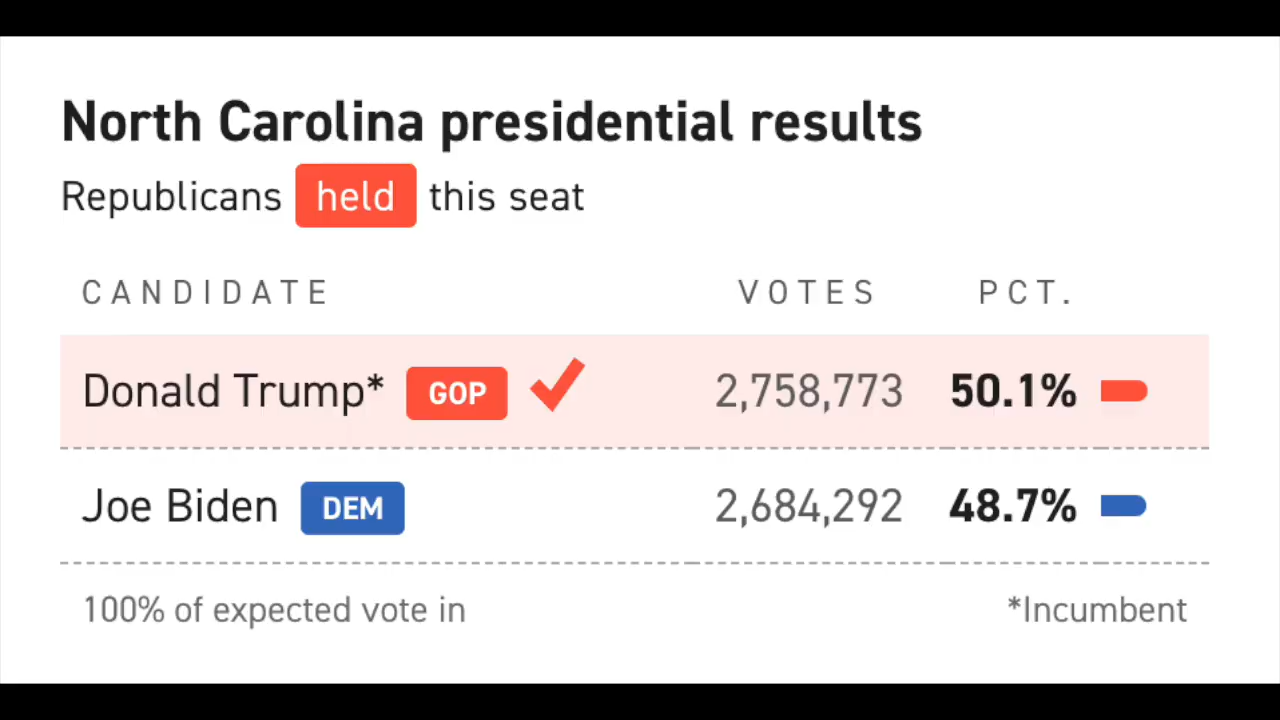 North Carolina presidential results
Republicans held this seat
CANDIDATE VOTES PCT.
Donald Trump* GOP 2,758,773 50.1%
Joe Biden DEM 2,684,292 48.7%
100% of expected vote in *Incumbent